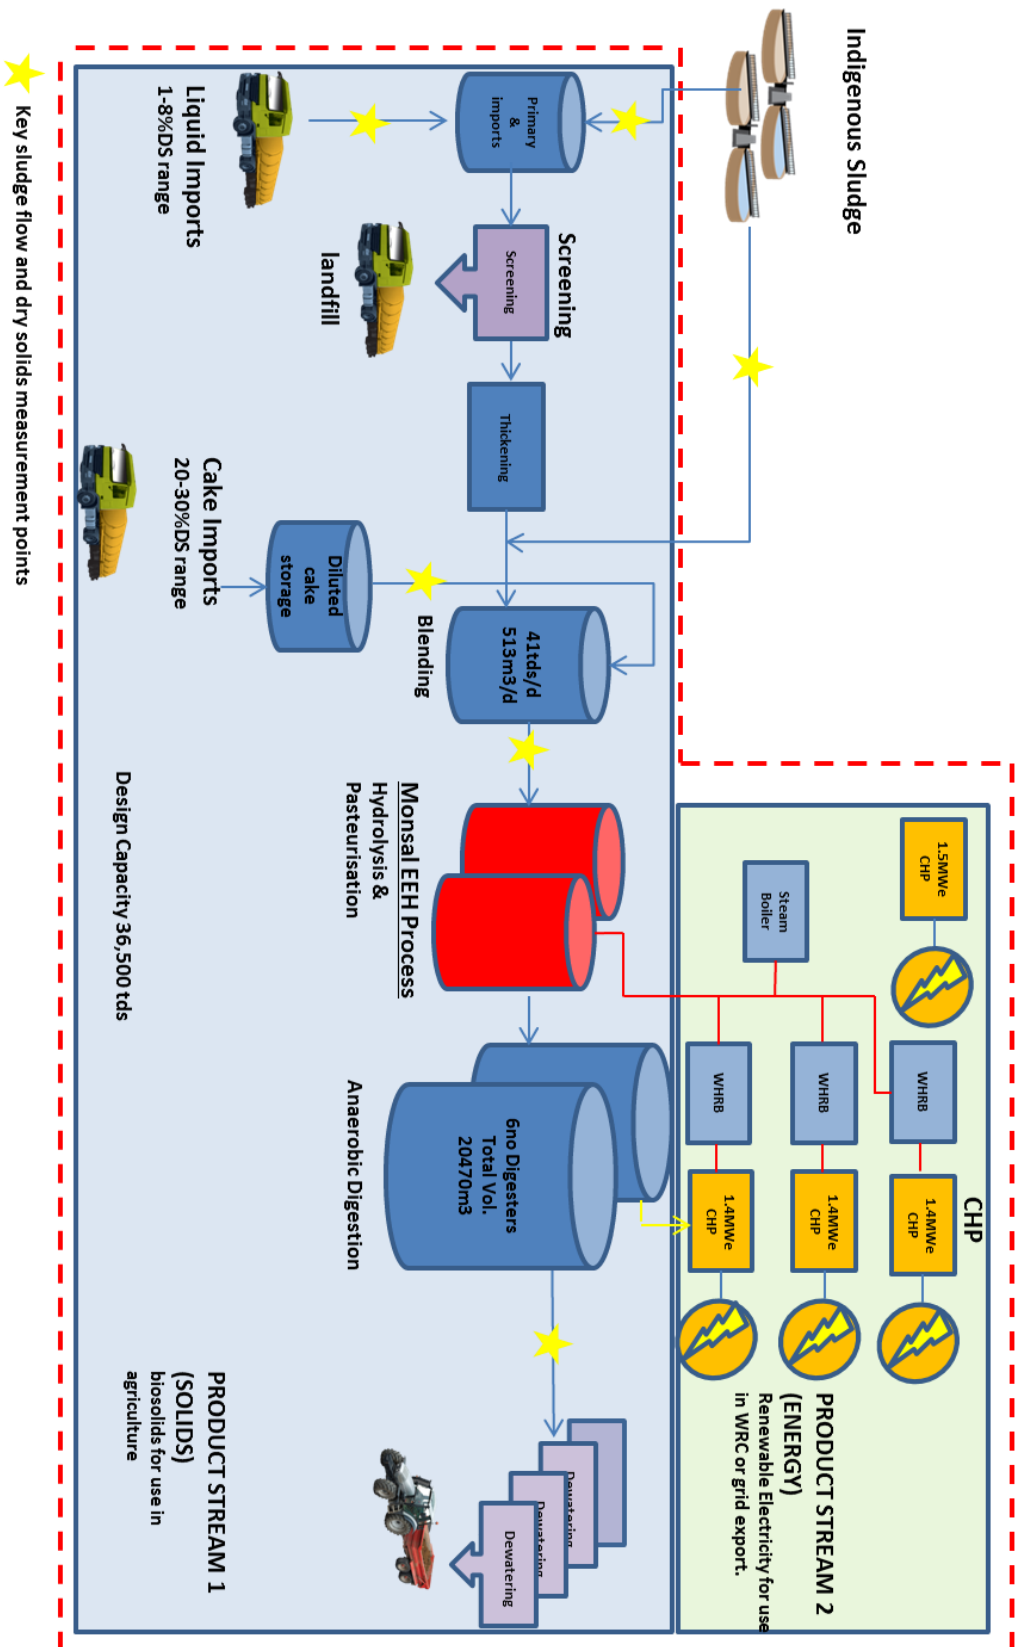 Indigenous Sludge
CHP
1.5MWe
CHP
Steam
Boiler
WHRB
WHRB
WHRB
1.4MWe
CHP
1.4MWe
CHP
1.4MWe
CHP
PRODUCT STREAM 2
(ENERGY)
Renewable Electricity for use
in WRC or grid export.
Primary
&
imports
Screening
Screening
Thickening
41tds/d
513m3/d
Blending
Monsal EEH Process
Hydrolysis &
Pasteurisation
6no Digesters
Total Vol.
20470m3
Anaerobic Digestion
Dewatering
Dewatering
Dewatering
landfill
Liquid Imports
1-8%DS range
Diluted
cake
storage
Cake Imports
20-30%DS range
Design Capacity 36,500 tds
PRODUCT STREAM 1
(SOLIDS)
biosolids for use in
agriculture
Key sludge flow and dry solids measurement points